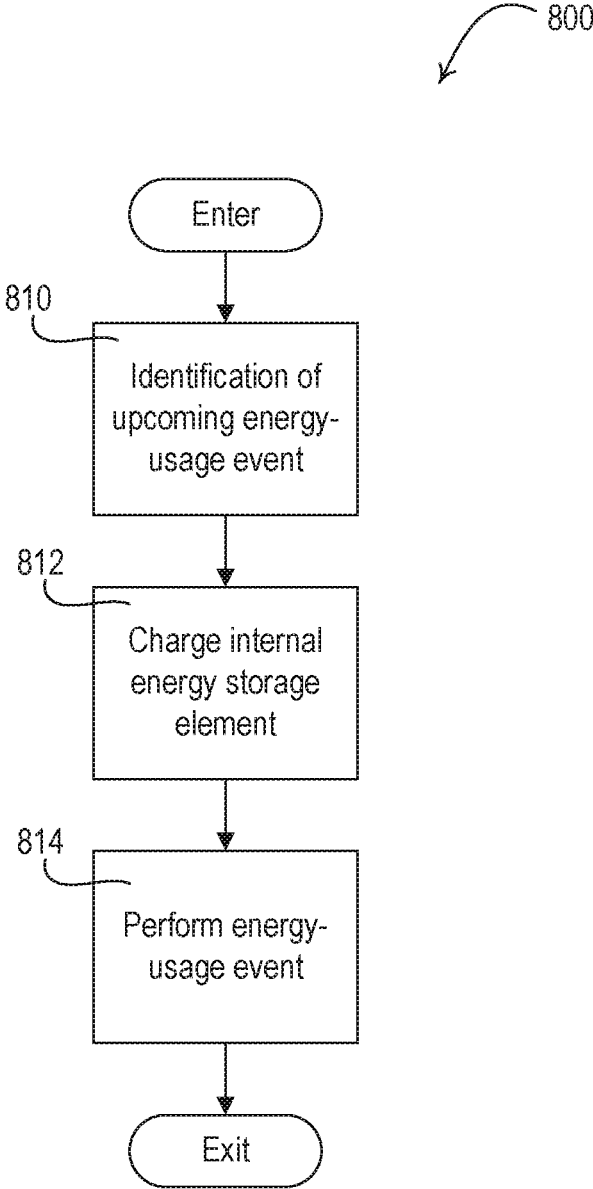 800
Enter
810
Identification of
upcoming energy-
usage event
812
Charge internal
energy storage
element
814
Perform energy-
usage event
Exit